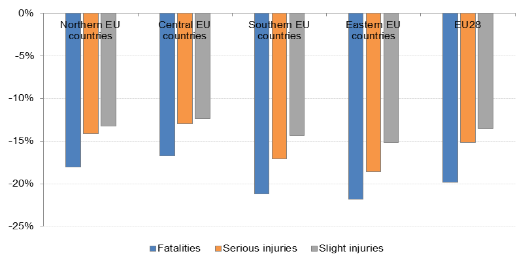 0%
Northern EU Central EU Southern EU Eastern EU EU28
countries countries countries countries
-5%
-10%
-15%
-20%
-25%
Fatalities Serious injuries Slight injuries